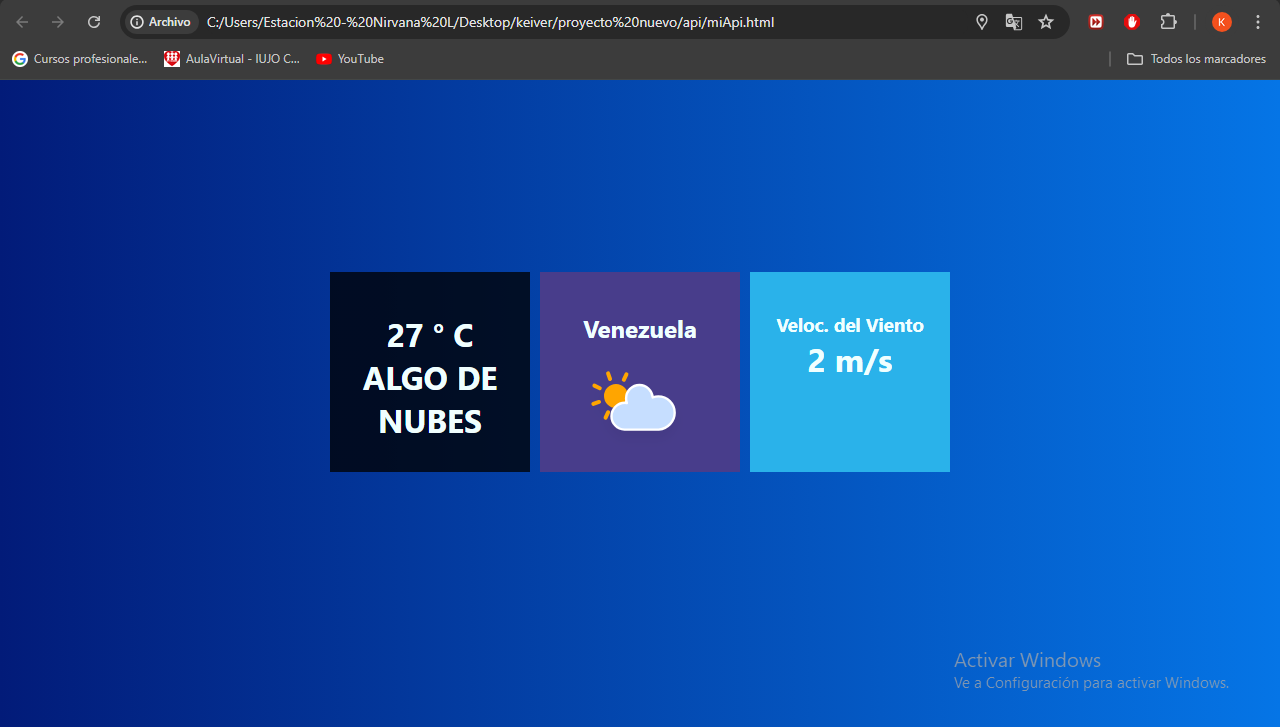 Archivo C:/Users/Estacion%20-%20Nirvana%20L/Desktop/keiver/proyecto%20nuevo/api/miApi.html K
Cursos profesionale... AulaVirtual - IUJO C... YouTube Todos los marcadores
27 ° C
ALGO DE
NUBES
Venezuela
Veloc. del Viento
2 m/s
Activar Windows
Ve a Configuración para activar Windows.